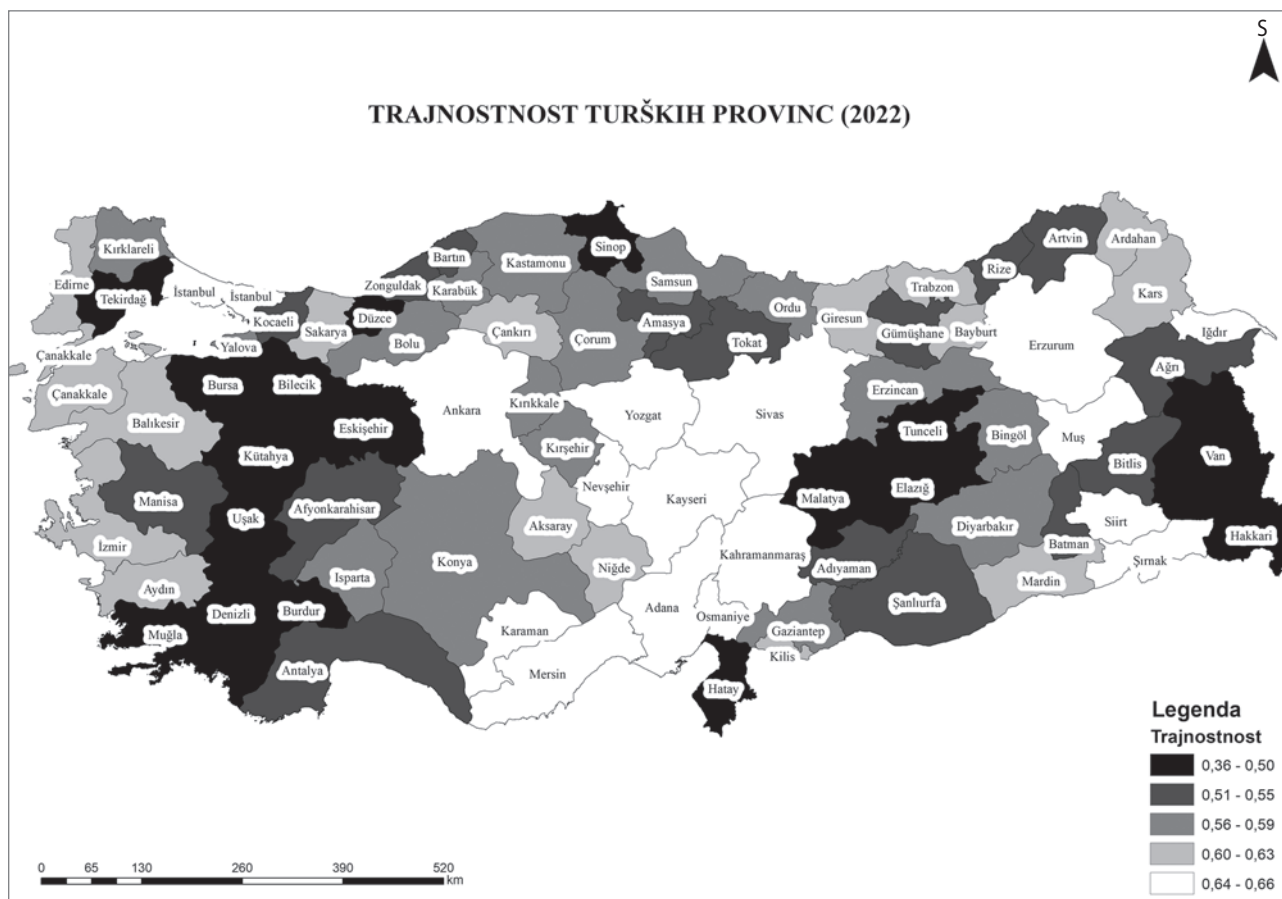 S
TRAJNOSTNOST TURŠKIH PROVINC (2022)
Kırklareli
Edirne
Tekirdağ
İstanbul
İstanbul
Kocaeli
Yalova
Sakarya
Düzce
Bolu
Zonguldak
Bartın
Karabük
Kastamonu
Çankırı
Sinop
Samsun
Çorum
Amasya
Tokat
Ordu
Giresun
Trabzon
Gümüşhane
Bayburt
Rize
Artvin
Ardahan
Kars
Iğdır
Ağrı
Erzurum
Erzincan
Çanakkale
Çanakkale
Balıkesir
Bursa
Bilecik
Eskişehir
Kütahya
Ankara
Kırıkkale
Kırşehir
Yozgat
Sivas
Tunceli
Bingöl
Muş
Bitlis
Van
Manisa
Uşak
Afyonkarahisar
Nevşehir
Kayseri
Malatya
Elazığ
Diyarbakır
Batman
Siirt
Hakkari
Şırnak
Mardin
İzmir
Aydın
Denizli
Burdur
Isparta
Konya
Aksaray
Niğde
Kahramanmaraş
Adıyaman
Şanlıurfa
Muğla
Antalya
Karaman
Mersin
Adana
Osmaniye
Gaziantep
Kilis
Hatay
Legenda
Trajnostnost
0,36 - 0,50
0,51 - 0,55
0,56 - 0,59
0,60 - 0,63
0,64 - 0,66
0 65 130 260 390 520
km